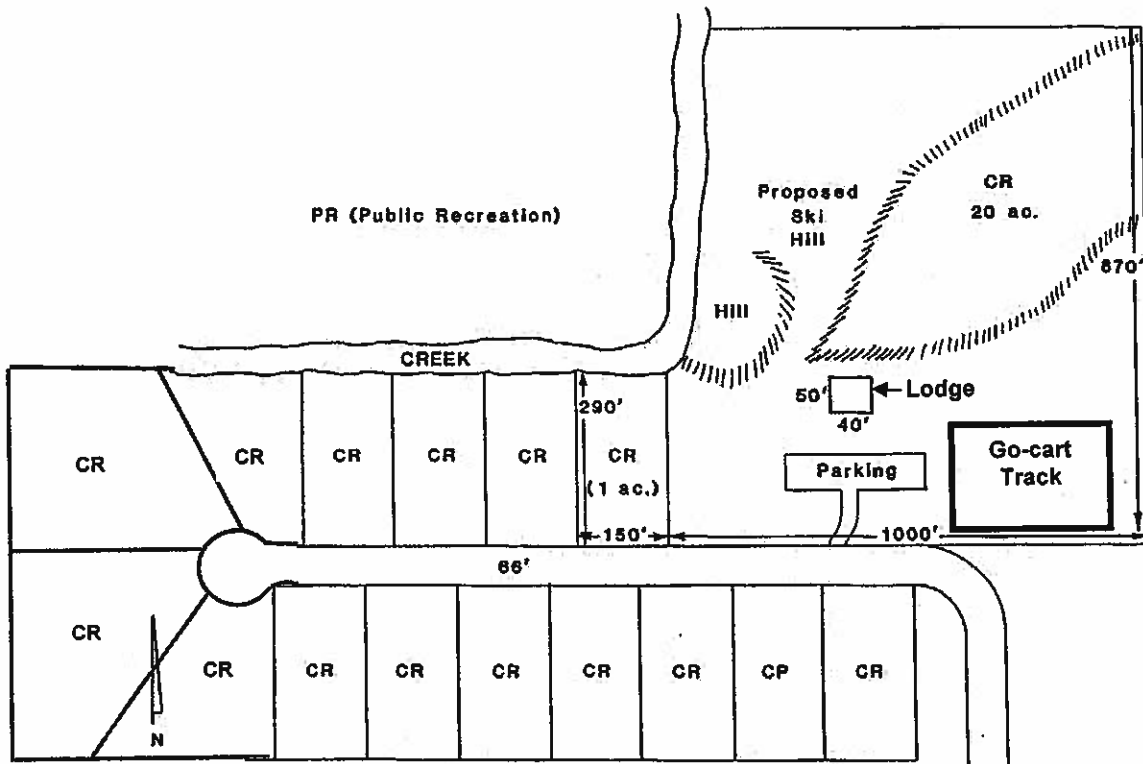 PR (Public Recreation)
Proposed
Ski
Hill
CR
20 ac.
870'
Hill
CREEK
50'
Lodge
40'
290'
CR
CR
CR
CR
CR
CR
(1 ac.)
Parking
Go-cart
Track
150'
1000'
66'
CR
CR
CR
CR
CR
CR
CR
CP
CR
N